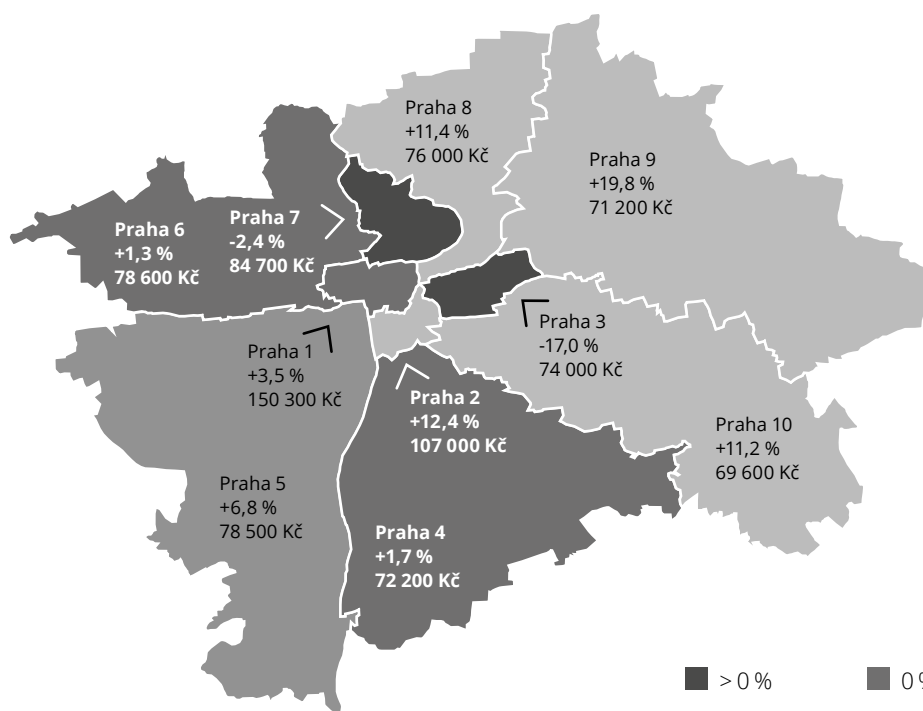 Praha 8
+11,4 %
76 000 Kč
Praha 9
+19,8 %
71 200 Kč
Praha 7
-2,4 %
84 700 Kč
Praha 6
+1,3 %
78 600 Kč
Praha 3
-17,0 %
74 000 Kč
Praha 1
+3,5 %
150 300 Kč
Praha 2
+12,4 %
107 000 Kč
Praha 10
+11,2 %
69 600 Kč
Praha 5
+6,8 %
78 500 Kč
Praha 4
+1,7 %
72 200 Kč
> 0 %
0 %